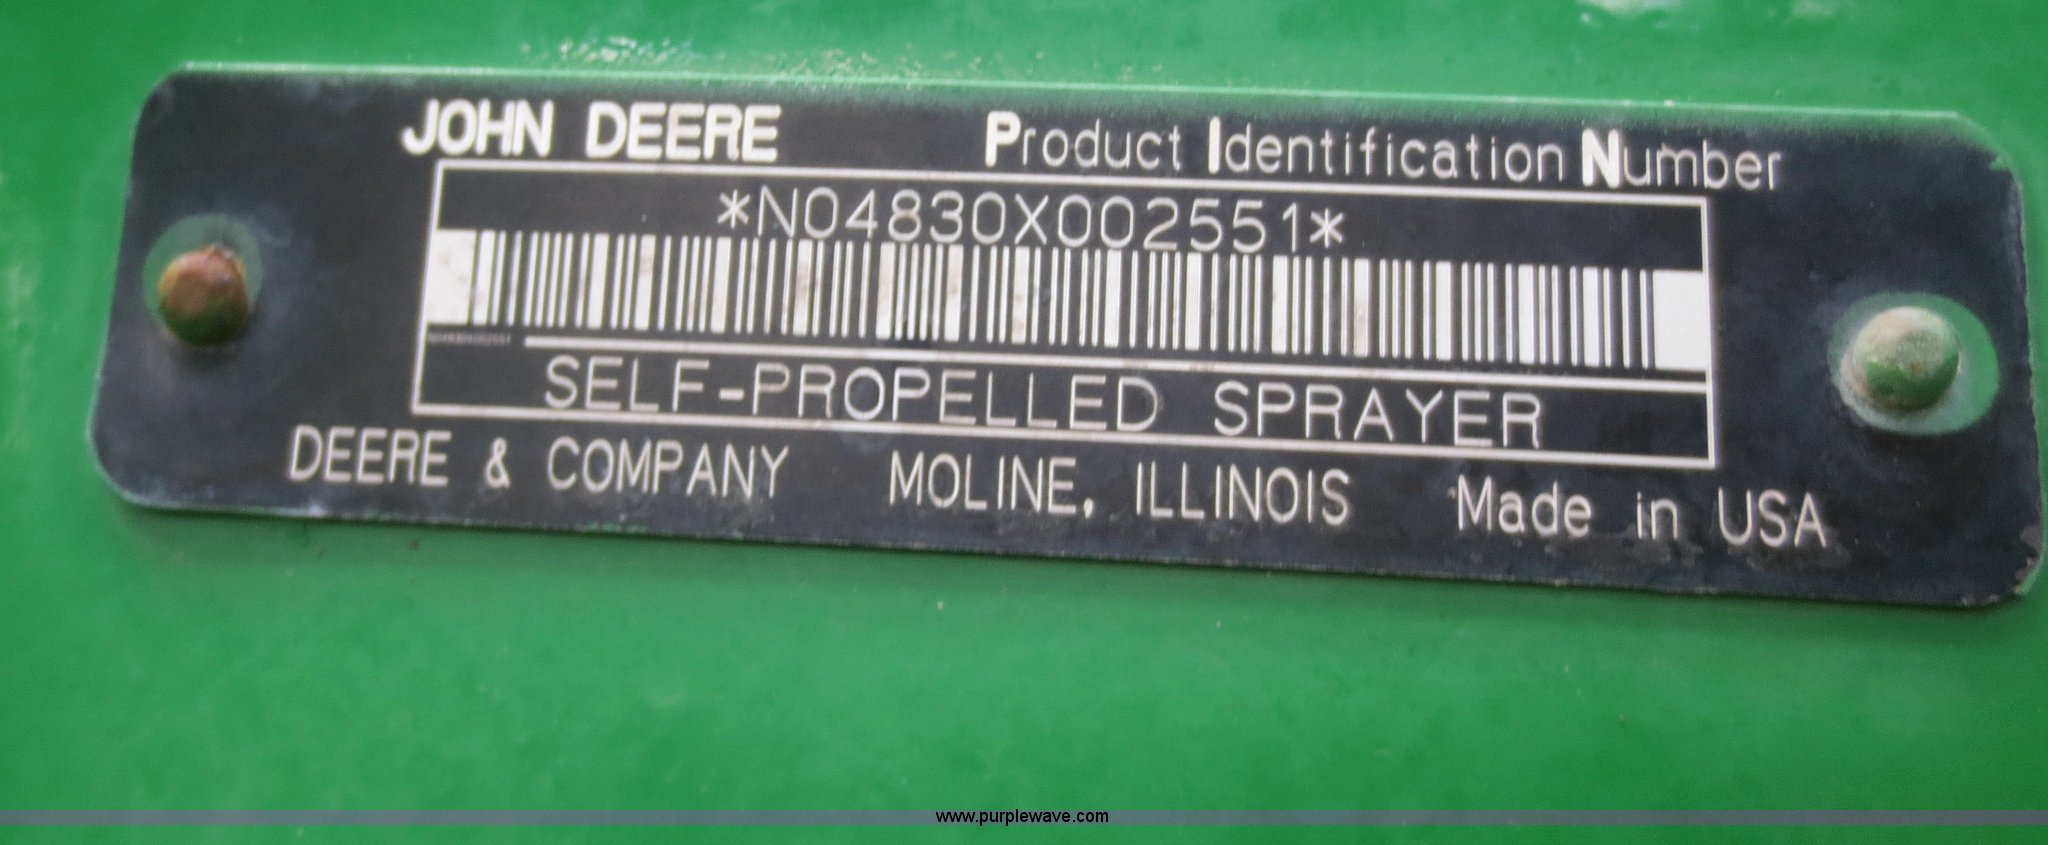 JOHN DEERE Product Identification Number
*N04830X002551*
SELF-PROPELLED SPRAYER
DEERE & COMPANY MOLINE, ILLINOIS Made in USA
www.purplewave.com